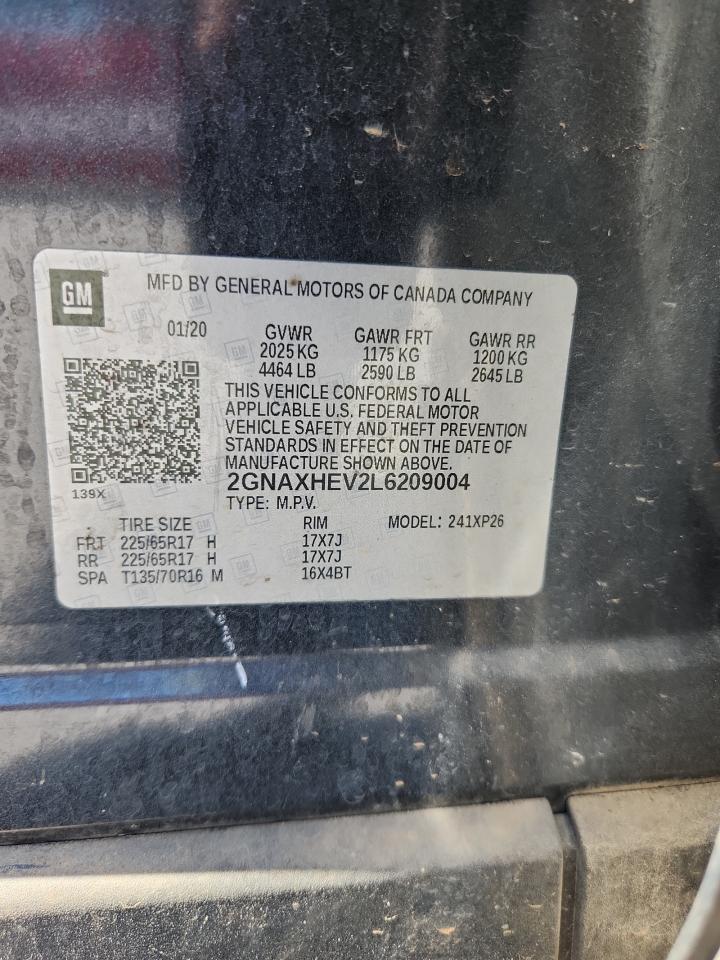 GM
MFD BY GENERAL MOTORS OF CANADA COMPANY
01/20 GVWR GAWR FRT GAWR RR
2025 KG 1175 KG 1200 KG
4464 LB 2590 LB 2645 LB
THIS VEHICLE CONFORMS TO ALL
APPLICABLE U.S. FEDERAL MOTOR
VEHICLE SAFETY AND THEFT PREVENTION
STANDARDS IN EFFECT ON THE DATE OF
MANUFACTURE SHOWN ABOVE.
2GNAXHEV2L6209004
139X
TYPE: M.P.V.
TIRE SIZE RIM MODEL: 241XP26
FRT 225/65R17 H 17X7J
RR 225/65R17 H 17X7J
SPA T135/70R16 M 16X4BT